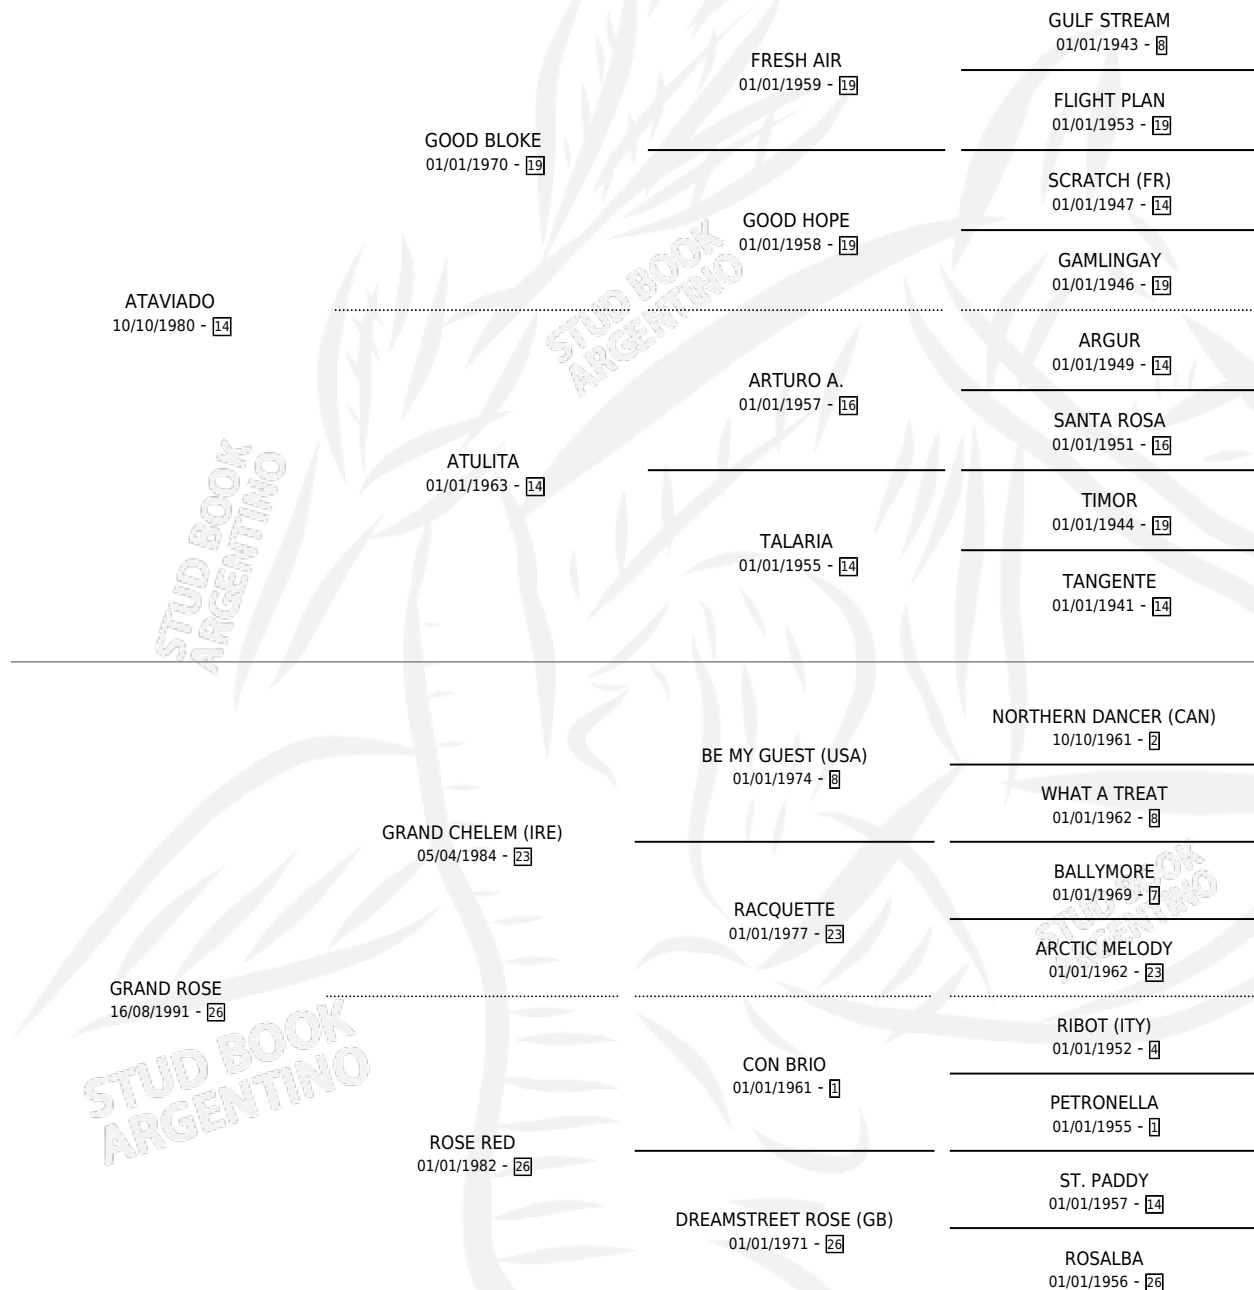 GULF STREAM
01/01/1943 - 8
FRESH AIR
01/01/1959 - 19
FLIGHT PLAN
01/01/1953 - 19
GOOD BLOKE
01/01/1970 - 19
SCRATCH (FR)
01/01/1947 - 14
GOOD HOPE
01/01/1958 - 19
GAMLINGAY
01/01/1946 - 19
ATAVIADO
10/10/1980 - 14
STUD BOOK
ARGENTINO
ARGUR
01/01/1949 - 14
ARTURO A.
01/01/1957 - 16
SANTA ROSA
01/01/1951 - 16
ATULITA
01/01/1963 - 14
TIMOR
01/01/1944 - 19
TALARIA
01/01/1955 - 14
TANGENTE
01/01/1941 - 14
STUD BOOK
ARGENTINO
NORTHERN DANCER (CAN)
10/10/1961 - 2
BE MY GUEST (USA)
01/01/1974 - 8
WHAT A TREAT
01/01/1962 - 8
GRAND CHELEM (IRE)
05/04/1984 - 23
BALLYMORE
01/01/1969 - 7
RACQUETTE
01/01/1977 - 23
ARCTIC MELODY
01/01/1962 - 23
STUD BOOK
ARGENTINO
GRAND ROSE
16/08/1991 - 26
STUD BOOK
ARGENTINO
RIBOT (ITY)
01/01/1952 - 4
CON BRIO
01/01/1961 - 1
PETRONELLA
01/01/1955 - 1
ROSE RED
01/01/1982 - 26
ST. PADDY
01/01/1957 - 14
DREAMSTREET ROSE (GB)
01/01/1971 - 26
ROSALBA
01/01/1956 - 26